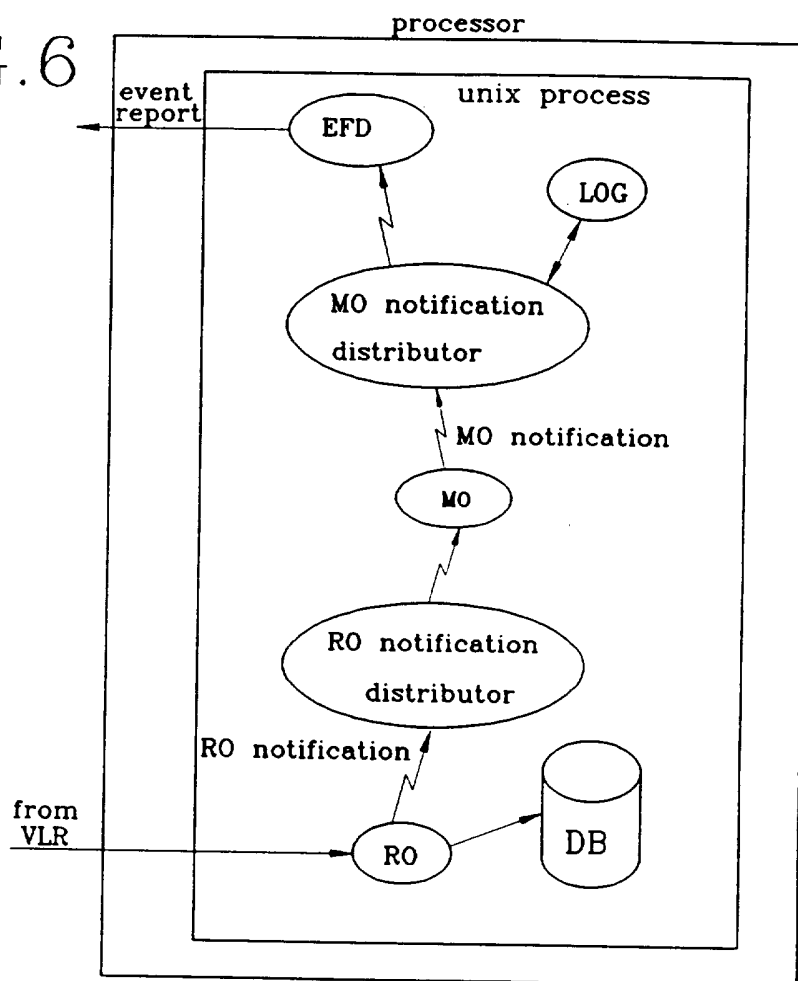 processor
G.6
event
report
unix process
EFD
LOG
MO notification
distributor
MO notification
MO
RO notification
distributor
RO notification
from
VLR
RO
DB